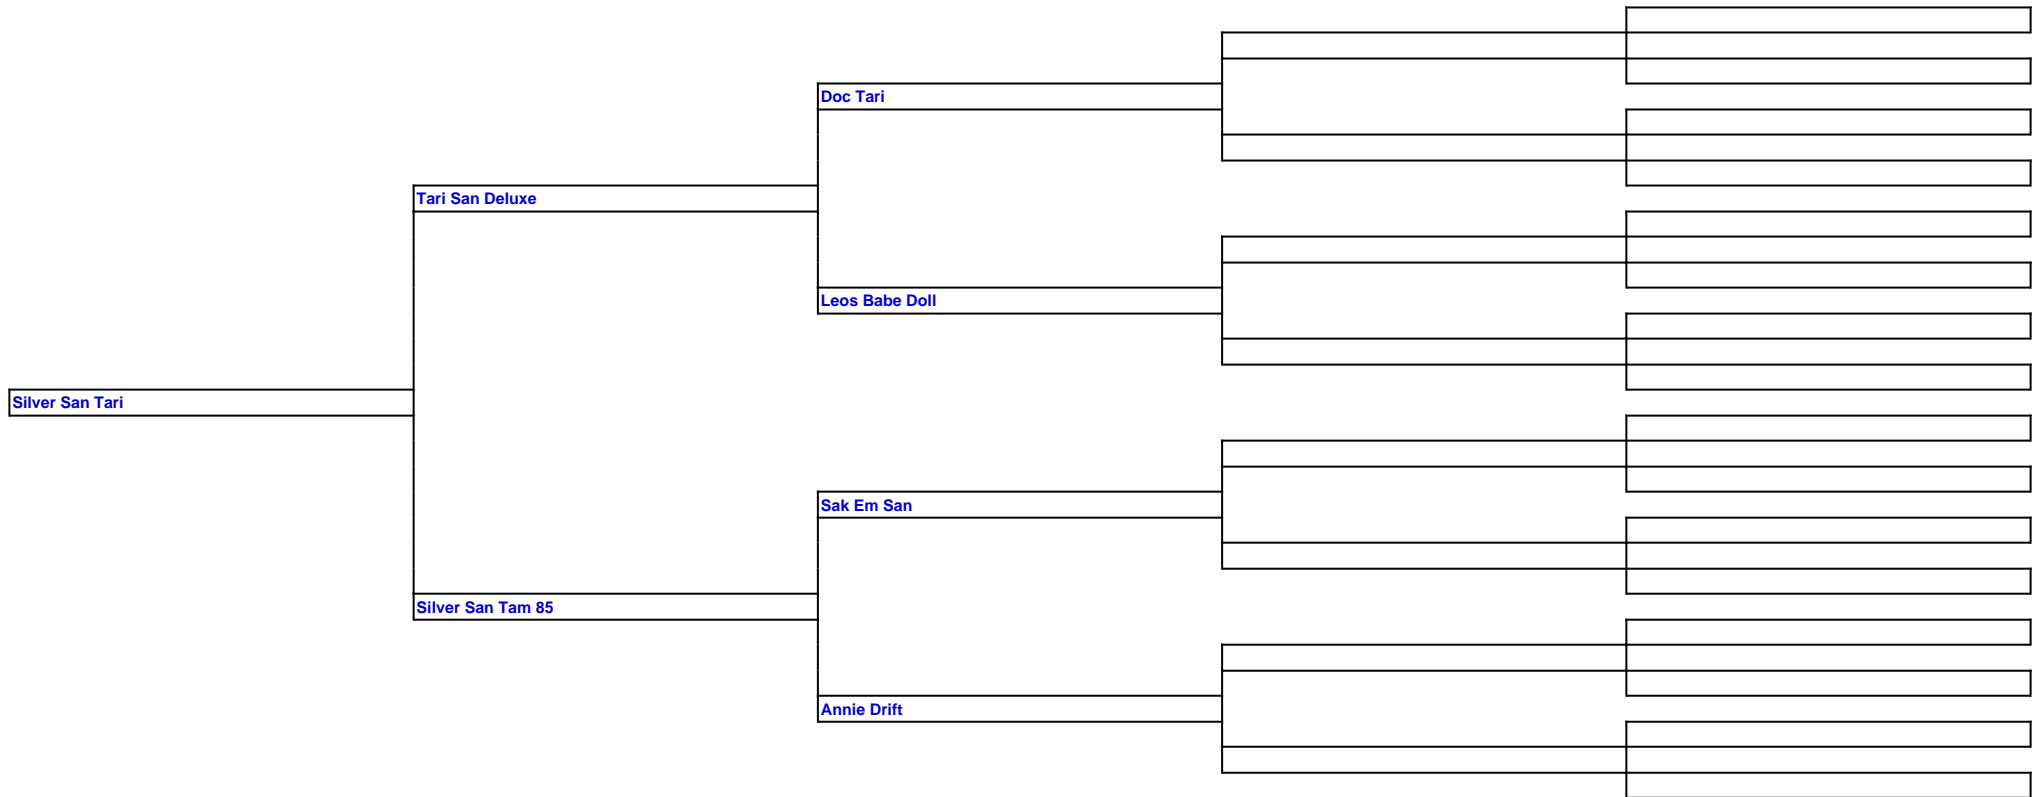 Doc Tari
Tari San Deluxe
Leos Babe Doll
Silver San Tari
Sak Em San
Silver San Tam 85
Annie Drift